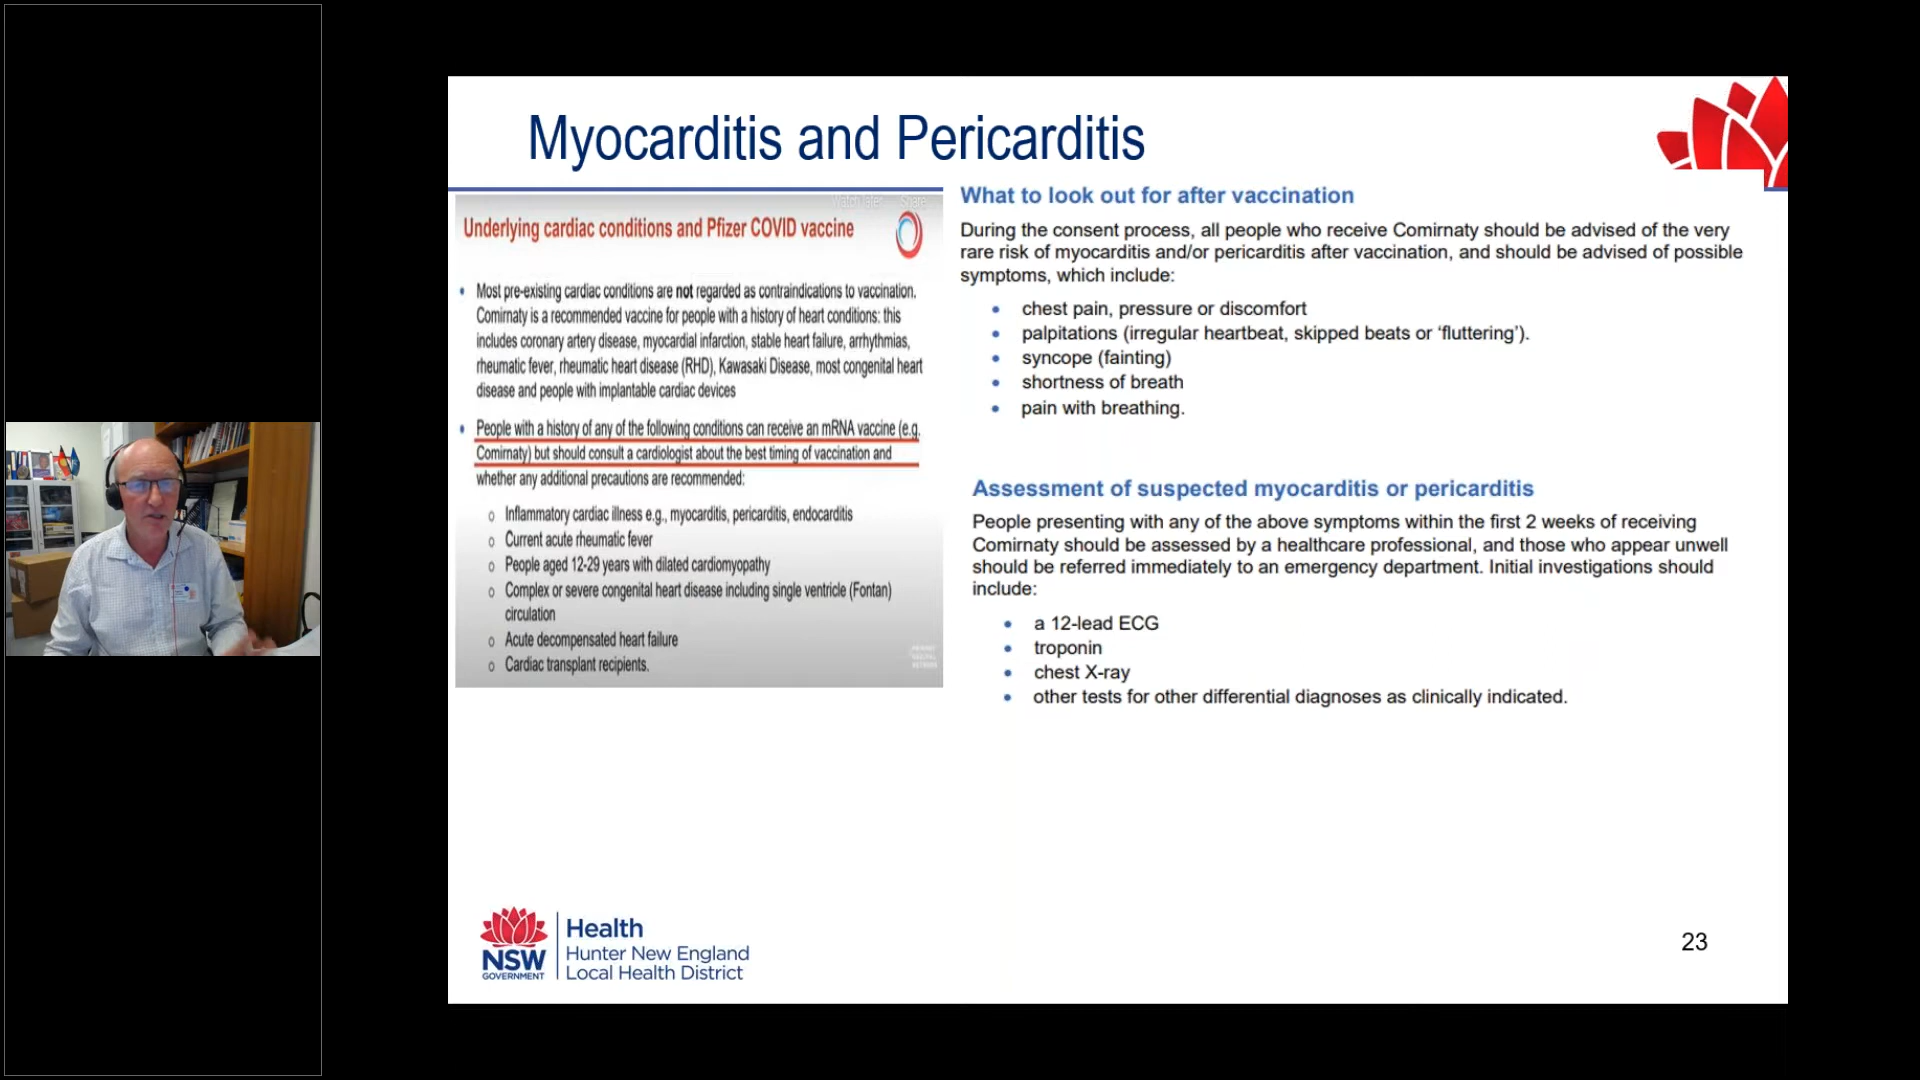 Myocarditis and Pericarditis
Watch later Share
Underlying cardiac conditions and Pfizer COVID vaccine
• Most pre-existing cardiac conditions are not regarded as contraindications to vaccination.
Comirnaty is a recommended vaccine for people with a history of heart conditions: this
includes coronary artery disease, myocardial infarction, stable heart failure, arrhythmias,
rheumatic fever, rheumatic heart disease (RHD), Kawasaki Disease, most congenital heart
disease and people with implantable cardiac devices
• People with a history of any of the following conditions can receive an mRNA vaccine (e.g.
Comirnaty) but should consult a cardiologist about the best timing of vaccination and
whether any additional precautions are recommended:
o Inflammatory cardiac illness e.g., myocarditis, pericarditis, endocarditis
o Current acute rheumatic fever
o People aged 12-29 years with dilated cardiomyopathy
o Complex or severe congenital heart disease including single ventricle (Fontan)
circulation
o Acute decompensated heart failure
o Cardiac transplant recipients.
What to look out for after vaccination
During the consent process, all people who receive Comirnaty should be advised of the very
rare risk of myocarditis and/or pericarditis after vaccination, and should be advised of possible
symptoms, which include:
• chest pain, pressure or discomfort
• palpitations (irregular heartbeat, skipped beats or ‘fluttering’).
• syncope (fainting)
• shortness of breath
• pain with breathing.
Assessment of suspected myocarditis or pericarditis
People presenting with any of the above symptoms within the first 2 weeks of receiving
Comirnaty should be assessed by a healthcare professional, and those who appear unwell
should be referred immediately to an emergency department. Initial investigations should
include:
• a 12-lead ECG
• troponin
• chest X-ray
• other tests for other differential diagnoses as clinically indicated.
NSW
GOVERNMENT
Health
Hunter New England
Local Health District
23